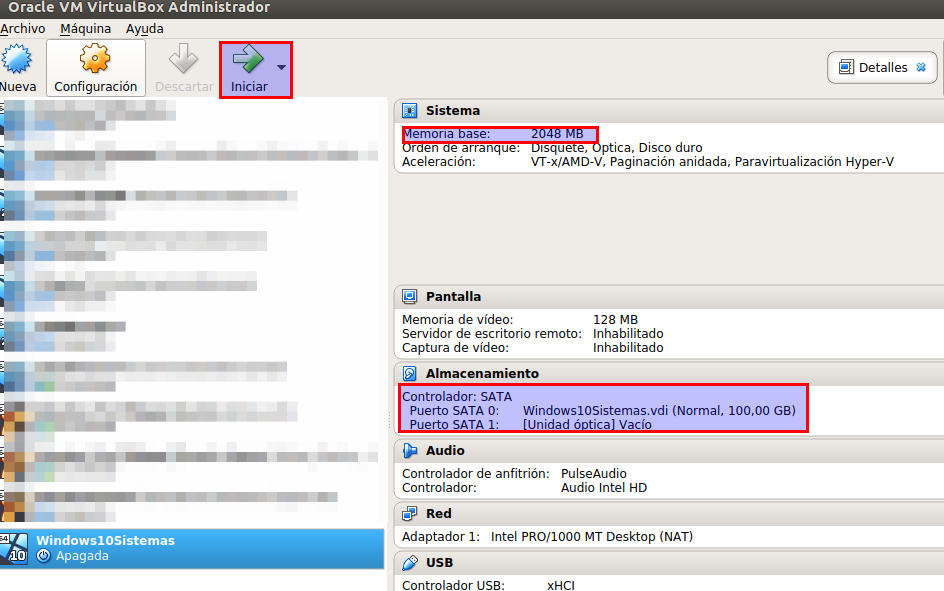 Oracle VM VirtualBox Administrador
Archivo Máquina Ayuda
Nueva
Configuración
Descartar
Iniciar
Detalles
Windows10Sistemas
Apagada
64
10
Sistema
Memoria base: 2048 MB
Orden de arranque: Disquete, Óptica, Disco duro
Aceleración: VT-x/AMD-V, Paginación anidada, Paravirtualización Hyper-V
Pantalla
Memoria de vídeo: 128 MB
Servidor de escritorio remoto: Inhabilitado
Captura de vídeo: Inhabilitado
Almacenamiento
Controlador: SATA
Puerto SATA 0: Windows10Sistemas.vdi (Normal, 100,00 GB)
Puerto SATA 1: [Unidad óptica] Vacío
Audio
Controlador de anfitrión: PulseAudio
Controlador: Audio Intel HD
Red
Adaptador 1: Intel PRO/1000 MT Desktop (NAT)
USB
Controlador USB: xHCI